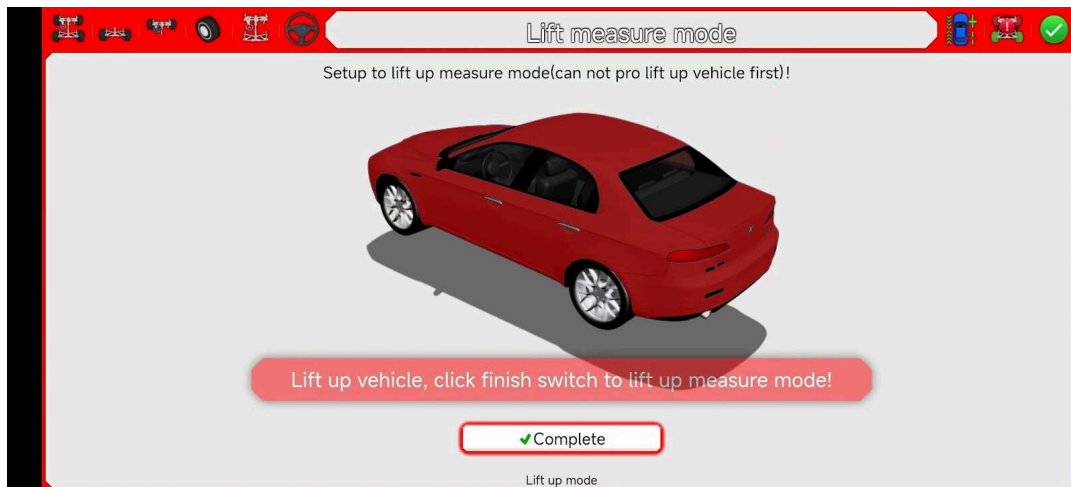 Lift measure mode
Setup to lift up measure mode(can not pro lift up vehicle first)!
Lift up vehicle, click finish switch to lift up measure mode!
Complete
Lift up mode